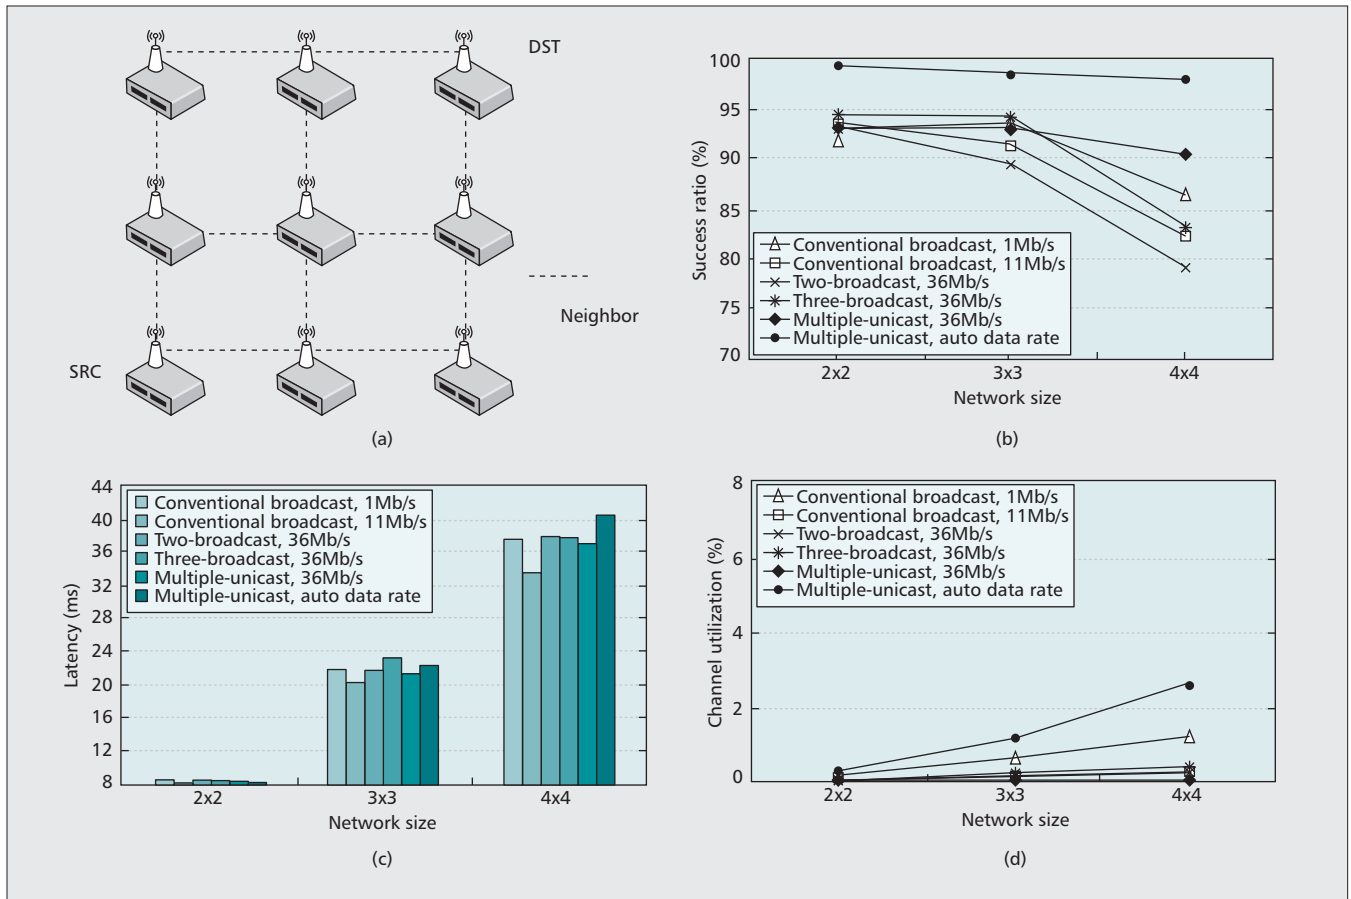 DST
Neighbor
SRC
(a)
100
95
90
85
80
75
70
Success ratio (%)
Conventional broadcast, 1Mb/s
Conventional broadcast, 11Mb/s
Two-broadcast, 36Mb/s
Three-broadcast, 36Mb/s
Multiple-unicast, 36Mb/s
Multiple-unicast, auto data rate
2x2
3x3
4x4
Network size
(b)
44
40
36
32
28
24
20
16
12
8
Latency (ms)
Conventional broadcast, 1Mb/s
Conventional broadcast, 11Mb/s
Two-broadcast, 36Mb/s
Three-broadcast, 36Mb/s
Multiple-unicast, 36Mb/s
Multiple-unicast, auto data rate
2x2
3x3
4x4
Network size
(c)
8
6
4
2
0
Channel utilization (%)
Conventional broadcast, 1Mb/s
Conventional broadcast, 11Mb/s
Two-broadcast, 36Mb/s
Three-broadcast, 36Mb/s
Multiple-unicast, 36Mb/s
Multiple-unicast, auto data rate
2x2
3x3
4x4
Network size
(d)